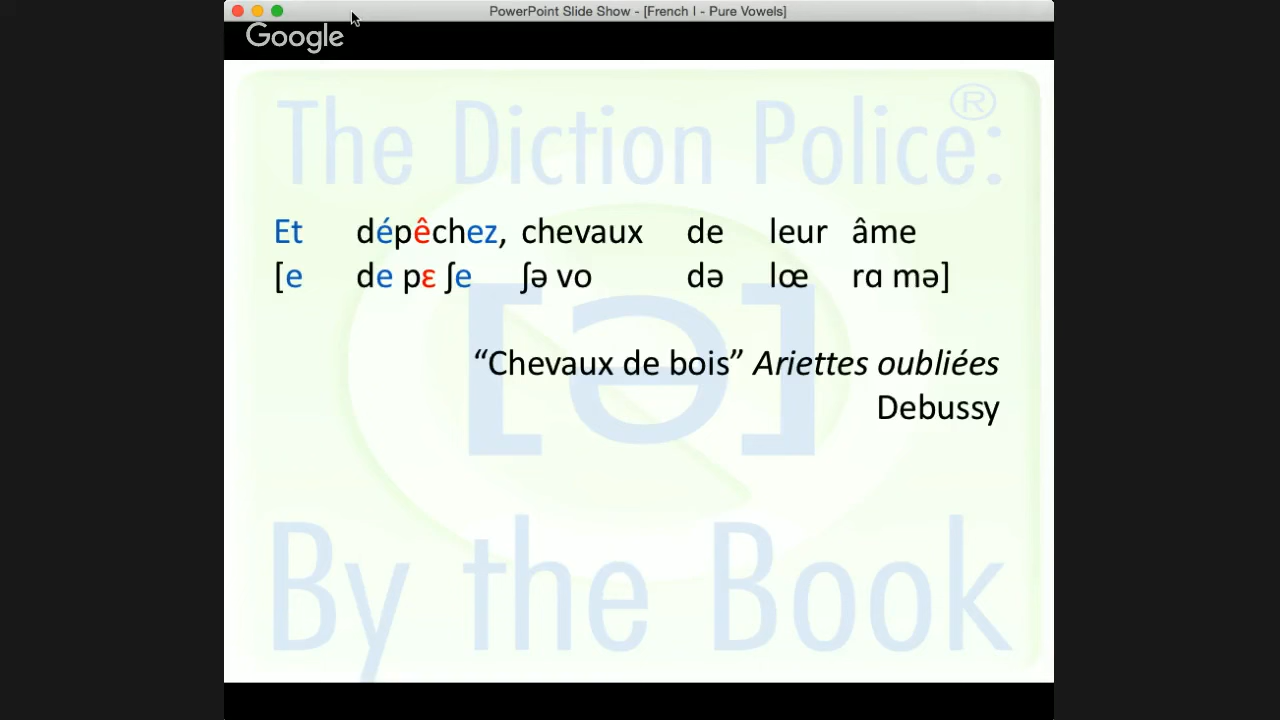 PowerPoint Slide Show - [French I - Pure Vowels]
Google
The Diction Police®:
Et dépêchez, chevaux de leur âme
[e de pɛ ʃe ʃə vo də lœ rɑ mə]
[ə]
“Chevaux de bois” Ariettes oubliées
Debussy
By the Book